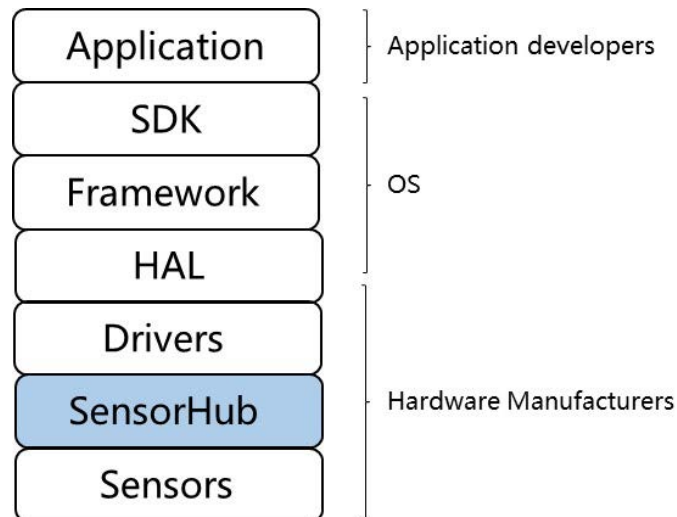 Application
Application developers
SDK
Framework
OS
HAL
Drivers
SensorHub
Hardware Manufacturers
Sensors